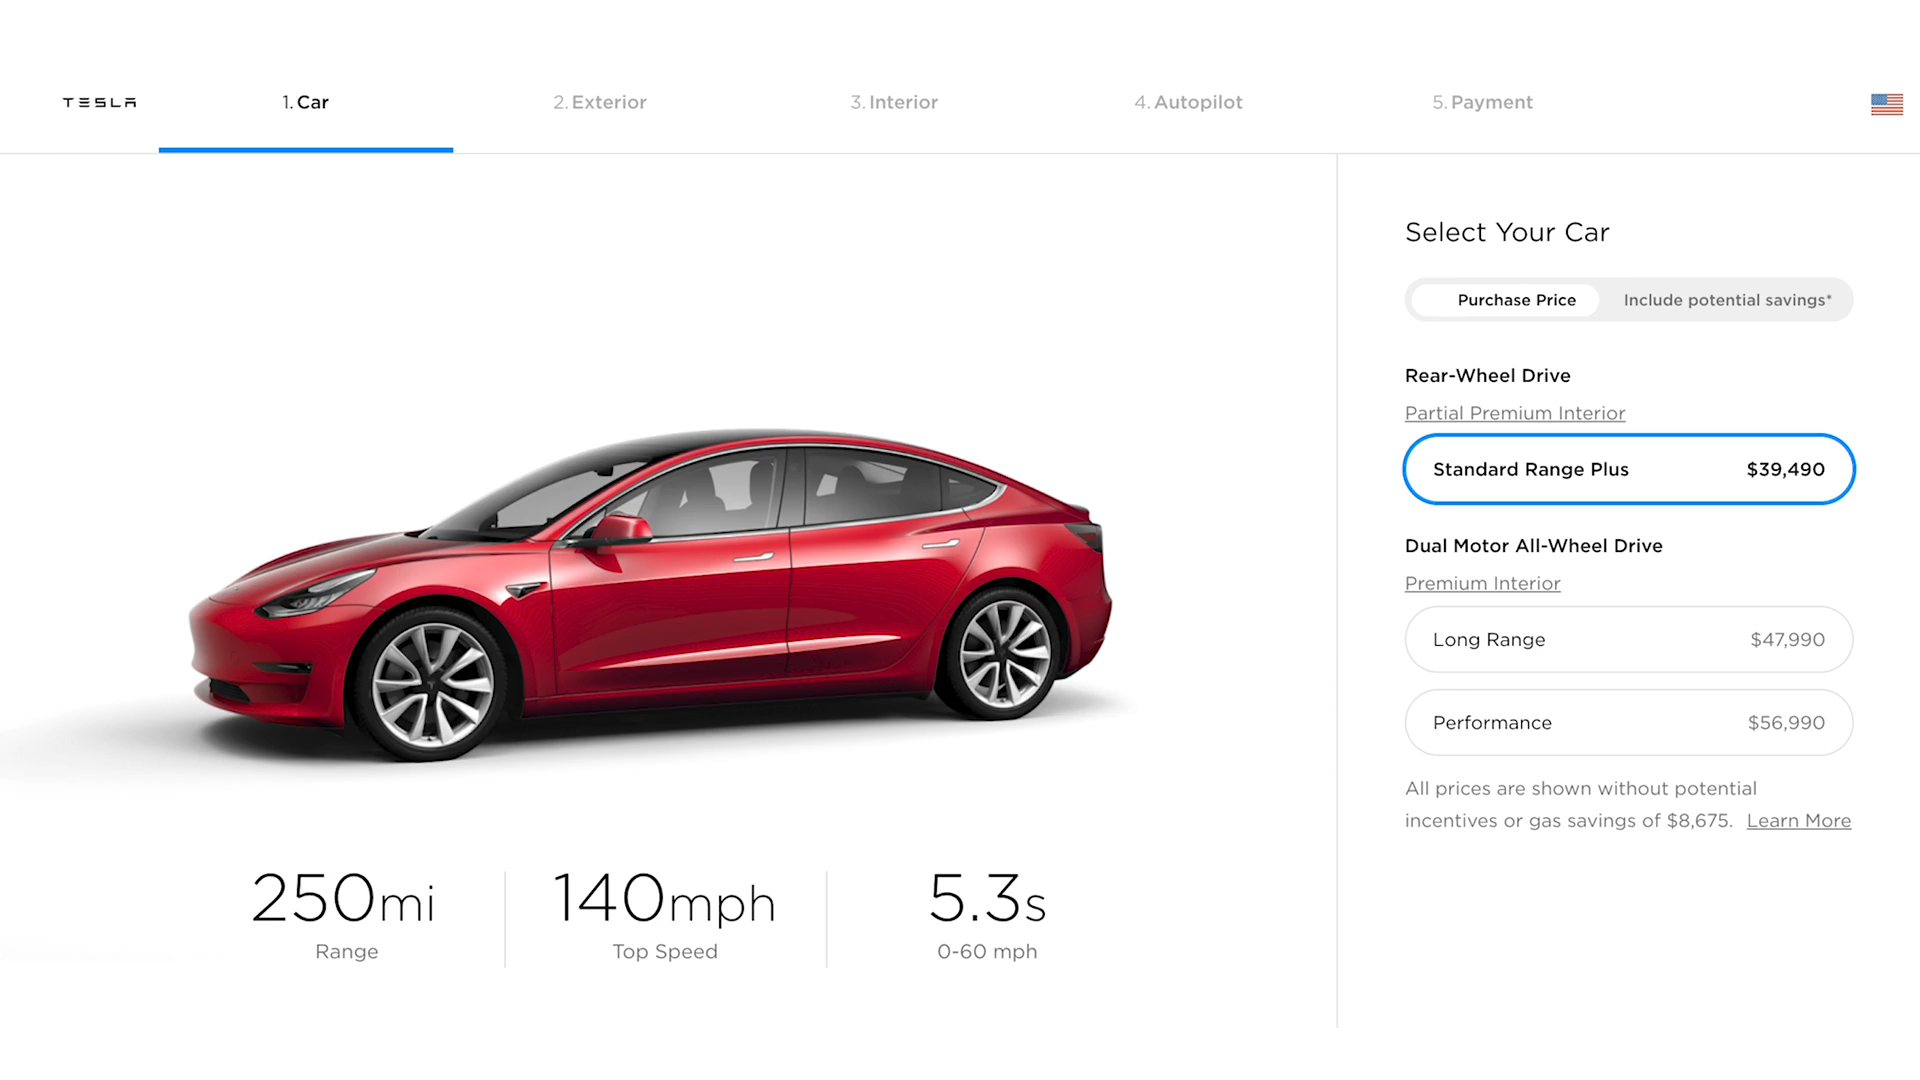 TESLA
1. Car
2. Exterior
3. Interior
4. Autopilot
5. Payment
Select Your Car
Purchase Price
Include potential savings*
Rear-Wheel Drive
Partial Premium Interior
Standard Range Plus $39,490
Dual Motor All-Wheel Drive
Premium Interior
Long Range $47,990
Performance $56,990
All prices are shown without potential
incentives or gas savings of $8,675. Learn More
250mi
Range
140mph
Top Speed
5.3s
0-60 mph